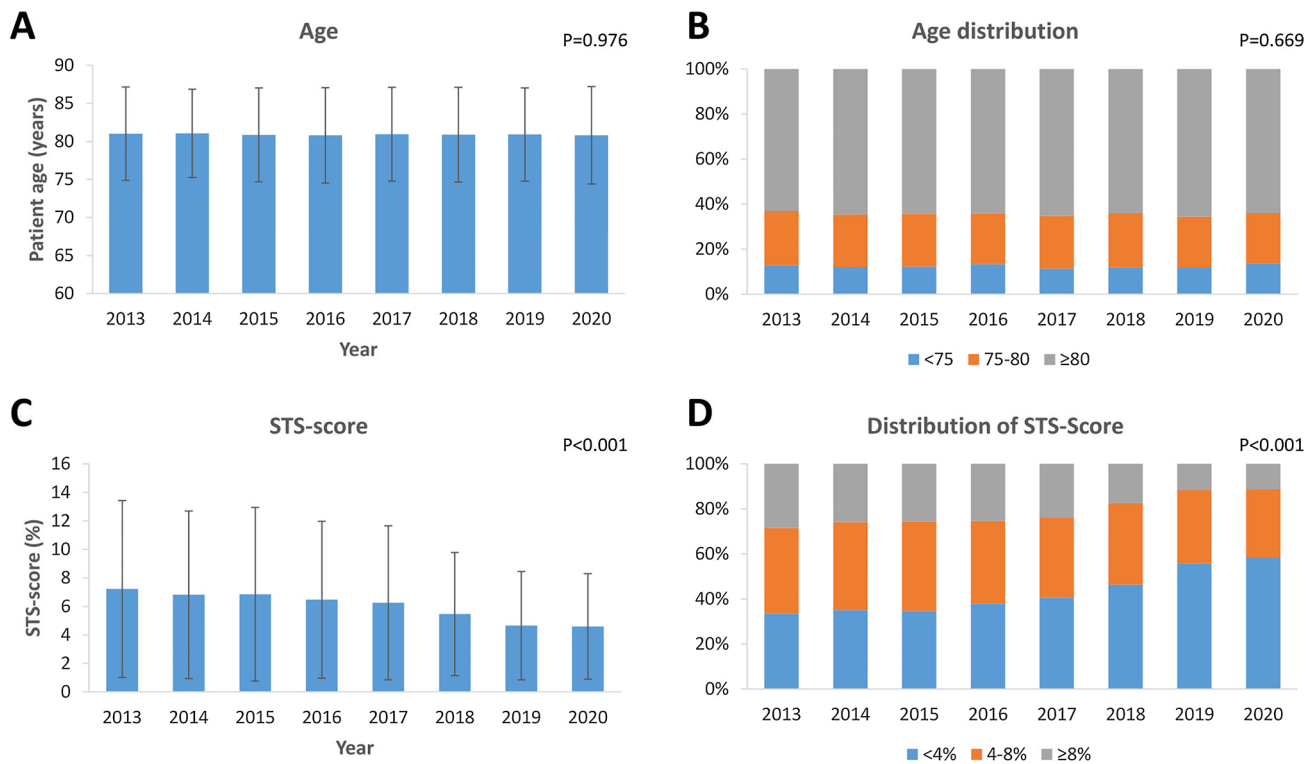 A
Age
P=0.976
Patient age (years)
90
85
80
75
70
65
60
2013 2014 2015 2016 2017 2018 2019 2020
Year
B
Age distribution
P=0.669
100%
80%
60%
40%
20%
0%
2013 2014 2015 2016 2017 2018 2019 2020
<75 75-80 ≥80
C
STS-score
P<0.001
STS-score (%)
16
14
12
10
8
6
4
2
0
2013 2014 2015 2016 2017 2018 2019 2020
Year
D
Distribution of STS-Score
P<0.001
100%
80%
60%
40%
20%
0%
2013 2014 2015 2016 2017 2018 2019 2020
<4% 4-8% ≥8%